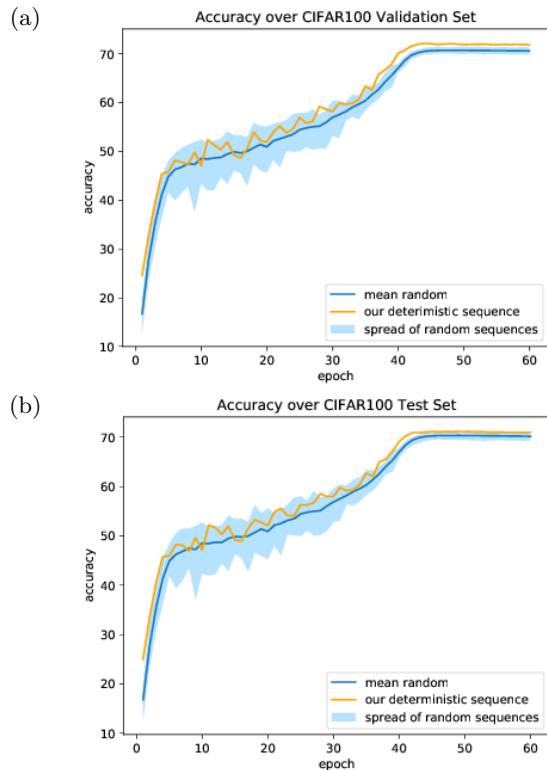 (a)
Accuracy over CIFAR100 Validation Set
70
60
50
40
30
20
10
accuracy
mean random
our deterimistic sequence
spread of random sequences
0 10 20 30 40 50 60
epoch
(b)
Accuracy over CIFAR100 Test Set
70
60
50
40
30
20
10
accuracy
mean random
our deterministic sequence
spread of random sequences
0 10 20 30 40 50 60
epoch